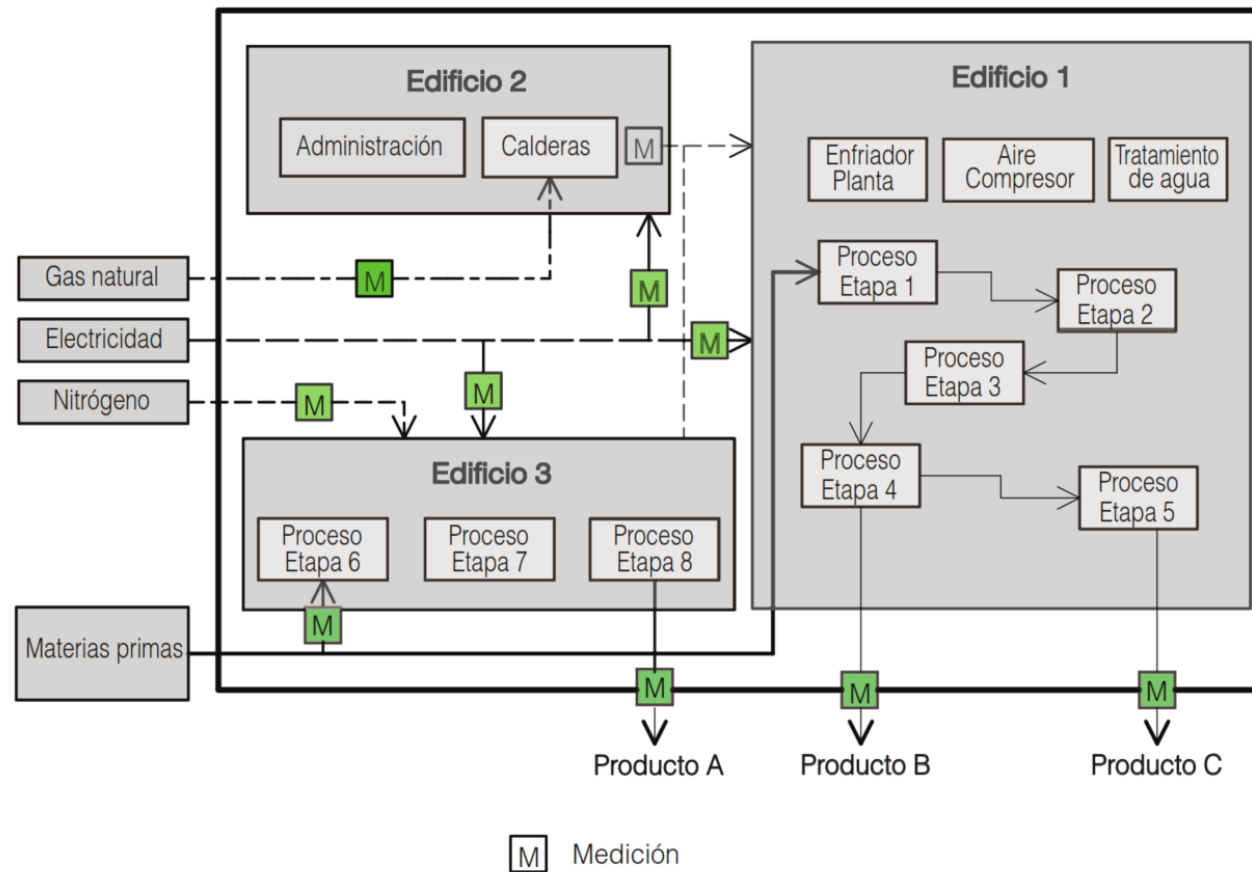 Edificio 2
Administración
Calderas
M
Edificio 1
Enfriador
Planta
Aire
Compresor
Tratamiento
de agua
Proceso
Etapa 1
Proceso
Etapa 2
Proceso
Etapa 3
Proceso
Etapa 4
Proceso
Etapa 5
Gas natural
M
M
Electricidad
M
M
Nitrógeno
M
Edificio 3
Proceso
Etapa 6
Proceso
Etapa 7
Proceso
Etapa 8
M
Materias primas
M
M
M
Producto A
Producto B
Producto C
M Medición